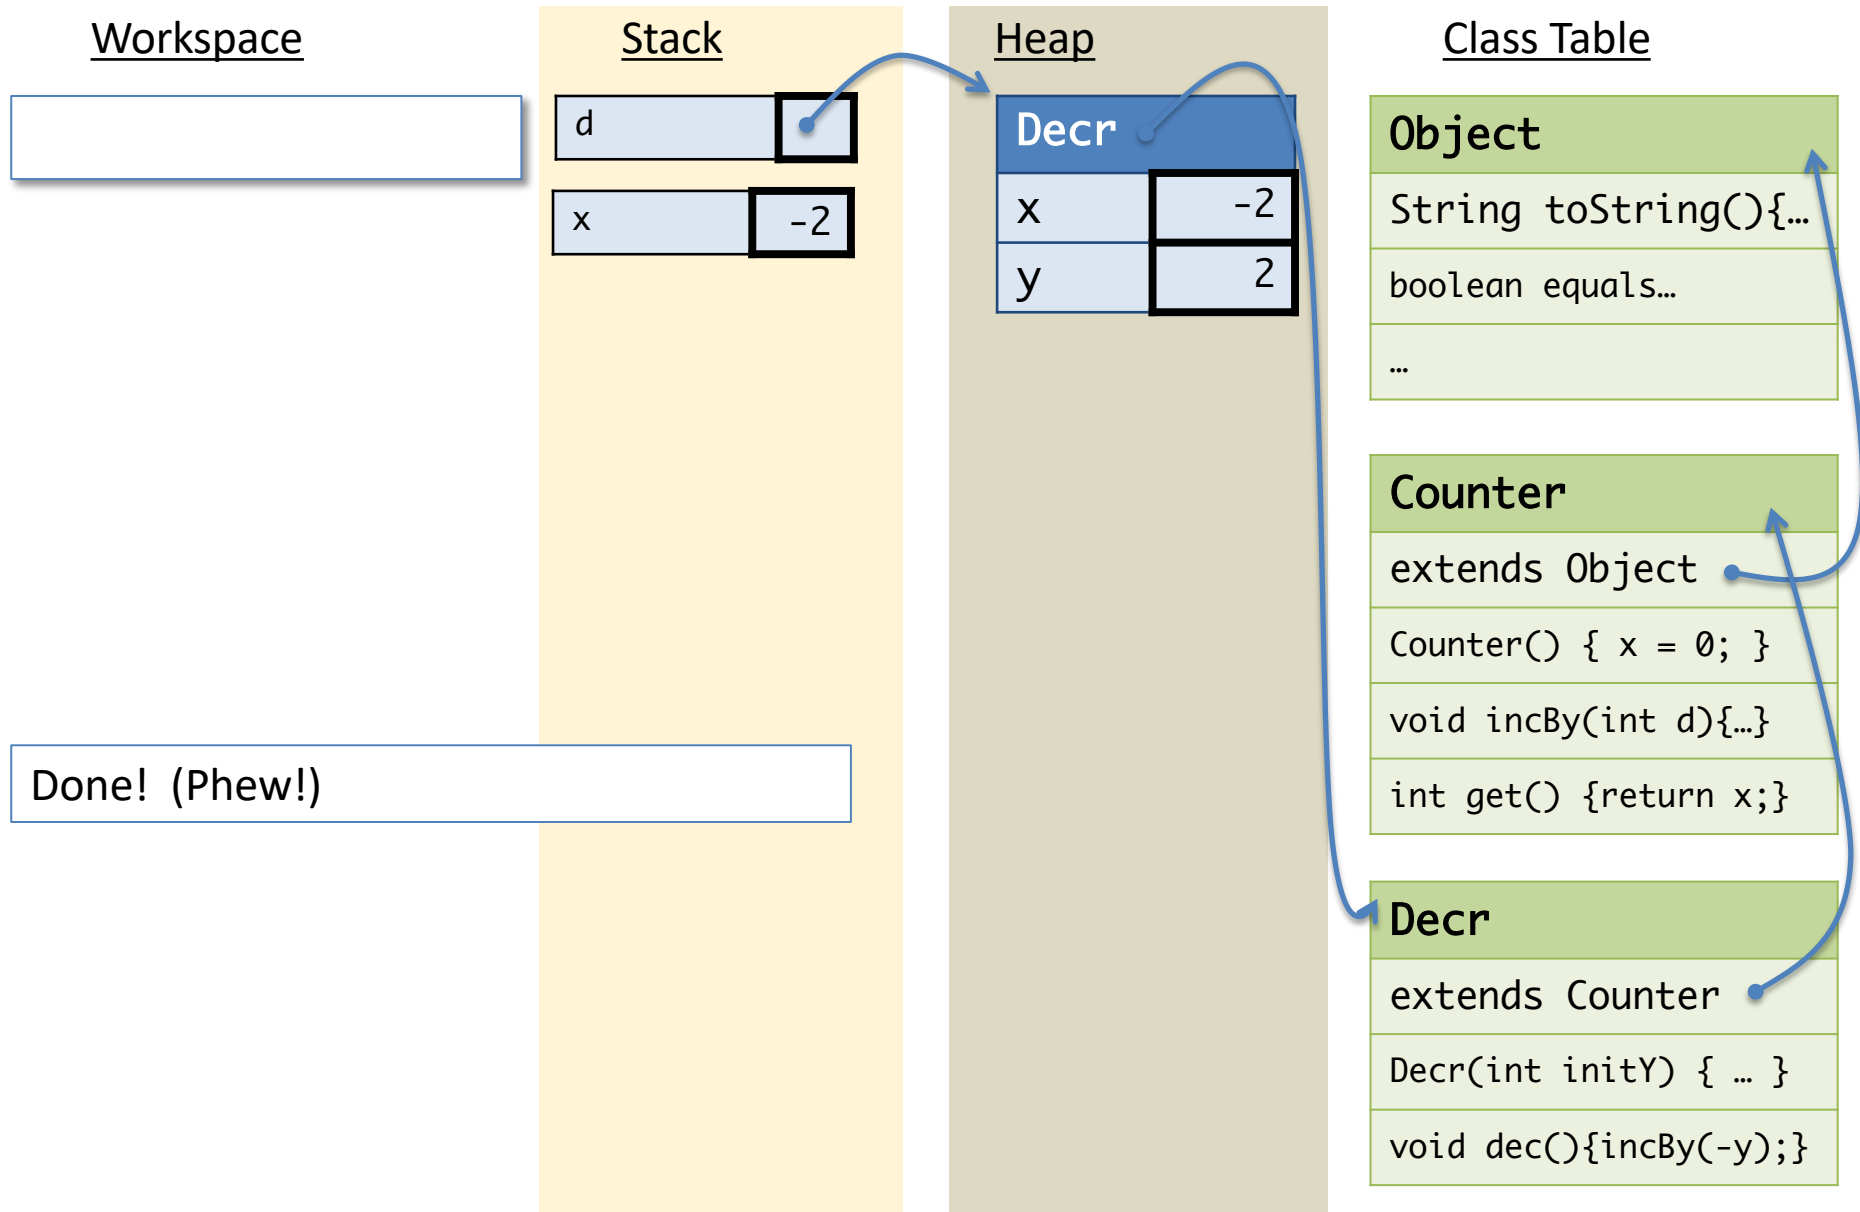 Workspace
Stack
Heap
Class Table
d
x
-2
Decr
x
-2
y
2
Object
String toString(){…
boolean equals…
…
Counter
extends Object
Counter() { x = 0; }
void incBy(int d){…}
int get() {return x;}
Decr
extends Counter
Decr(int initY) { … }
void dec(){incBy(-y);}
Done!  (Phew!)